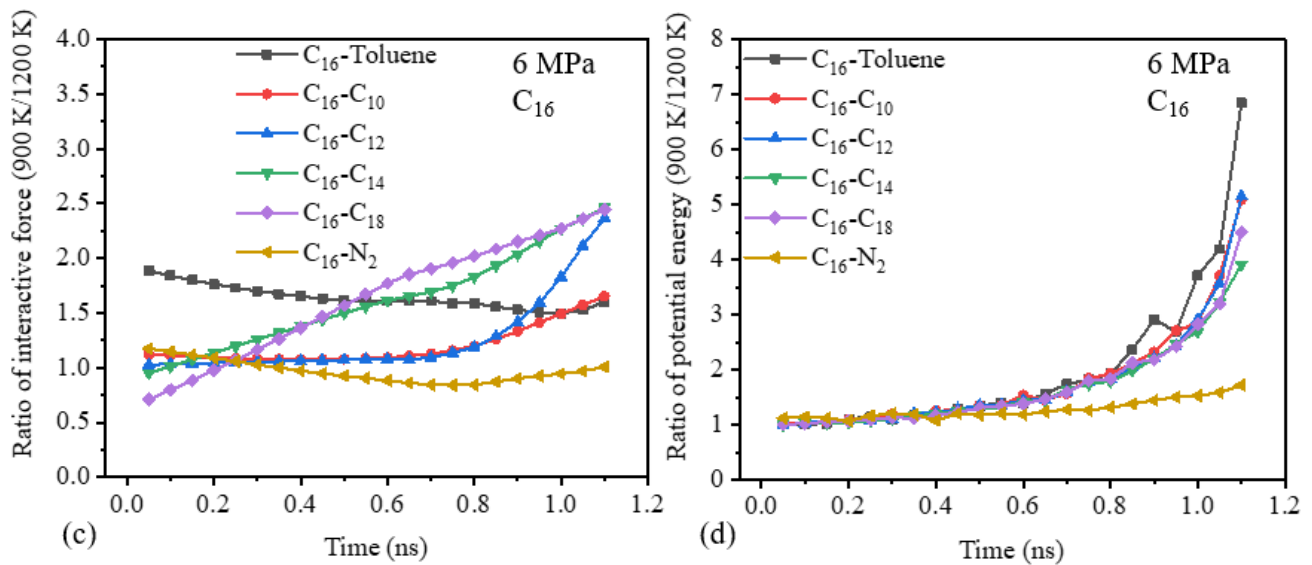 Ratio of interactive force (900 K/1200 K)
4.0
3.5
3.0
2.5
2.0
1.5
1.0
0.5
0.0
C₁₆-Toluene
C₁₆-C₁₀
C₁₆-C₁₂
C₁₆-C₁₄
C₁₆-C₁₈
C₁₆-N₂
6 MPa
C₁₆
0.0 0.2 0.4 0.6 0.8 1.0 1.2
(c)
Time (ns)
Ratio of potential energy (900 K/1200 K)
8
7
6
5
4
3
2
1
0
C₁₆-Toluene
C₁₆-C₁₀
C₁₆-C₁₂
C₁₆-C₁₄
C₁₆-C₁₈
C₁₆-N₂
6 MPa
C₁₆
0.0 0.2 0.4 0.6 0.8 1.0 1.2
(d)
Time (ns)